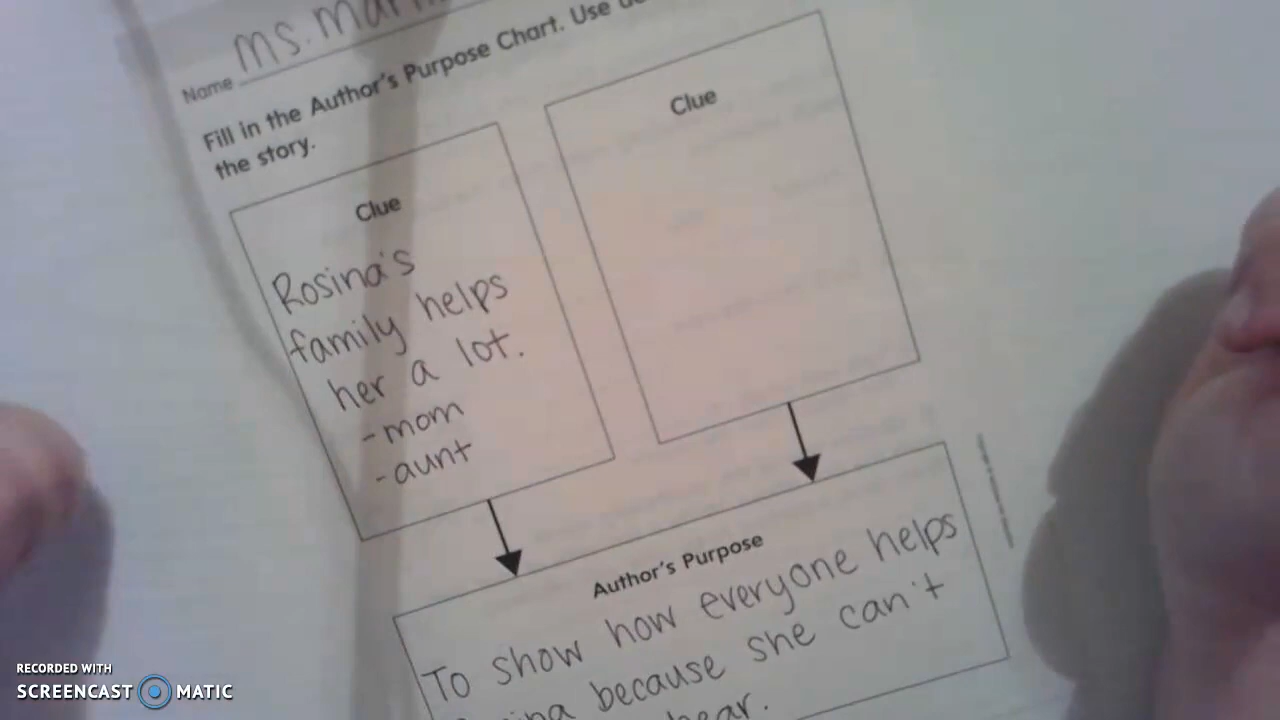 Name Ms.
Fill in the Author's Purpose Chart. Use
the story.
Clue
Rosina's
family helps
her a lot.
- mom
- aunt
Clue
Author's Purpose
To show how everyone helps
because she can't
hear.
RECORDED WITH
SCREENCAST MATIC